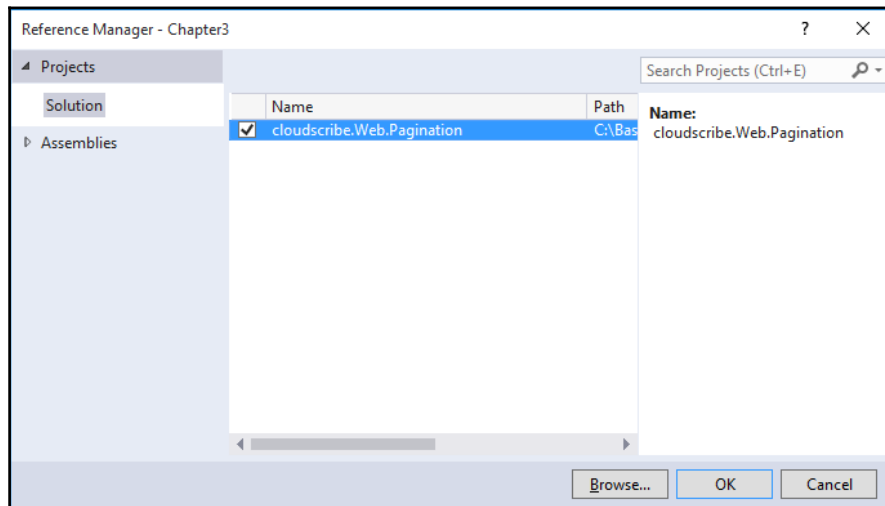 Reference Manager - Chapter3
Projects
Search Projects (Ctrl+E)
Solution
Name Path
Name:
cloudscribe.Web.Pagination C:\Bas
cloudscribe.Web.Pagination
Assemblies
Browse... OK Cancel